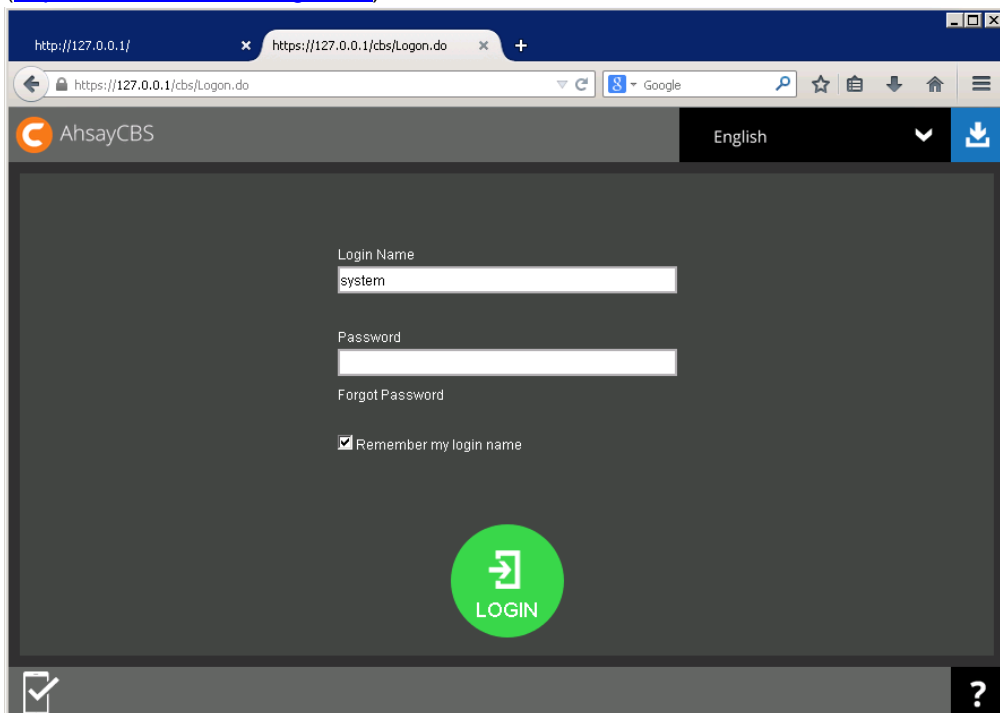 http://127.0.0.1/ https://127.0.0.1/cbs/Logon.do
https://127.0.0.1/cbs/Logon.do Google
AhsayCBS English
Login Name
system
Password
Forgot Password
Remember my login name
LOGIN
?